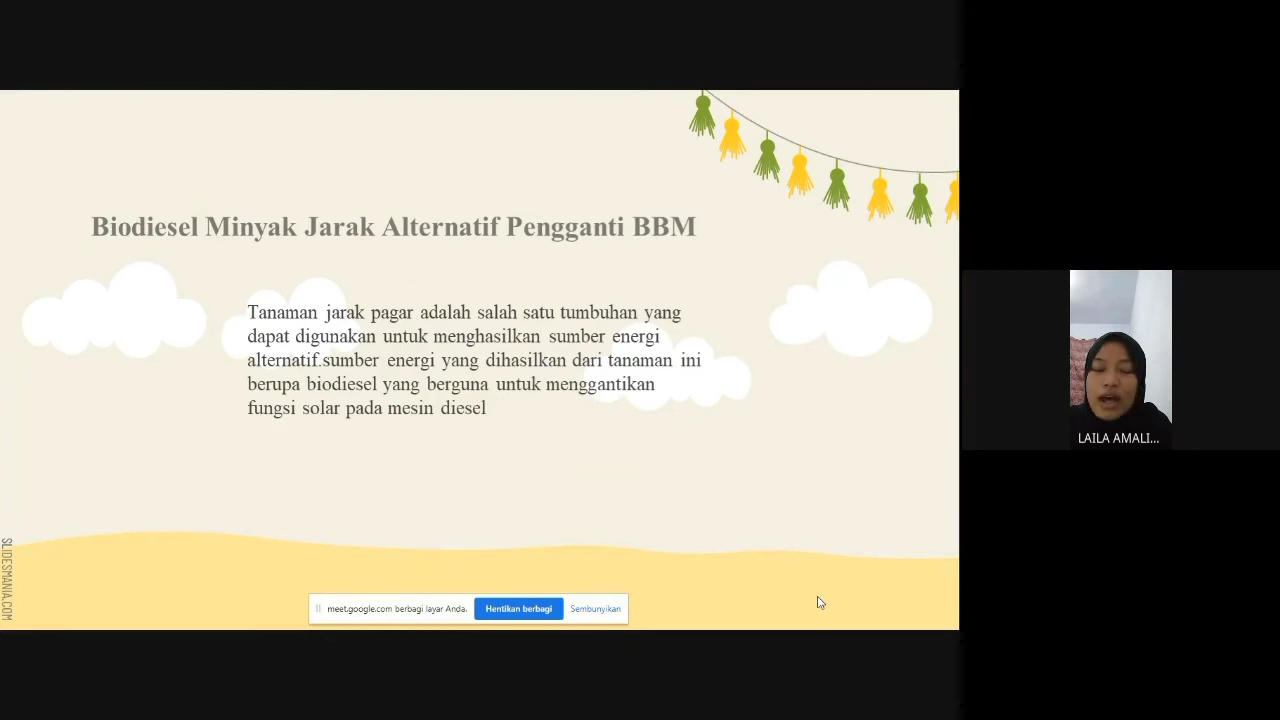 Biodiesel Minyak Jarak Alternatif Pengganti BBM
Tanaman jarak pagar adalah salah satu tumbuhan yang
dapat digunakan untuk menghasilkan sumber energi
alternatif.sumber energi yang dihasilkan dari tanaman ini
berupa biodiesel yang berguna untuk menggantikan
fungsi solar pada mesin diesel
SLIDESMANIA.COM
meet.google.com berbagi layar Anda.
Hentikan berbagi
Sembunyikan
LAILA AMALI...